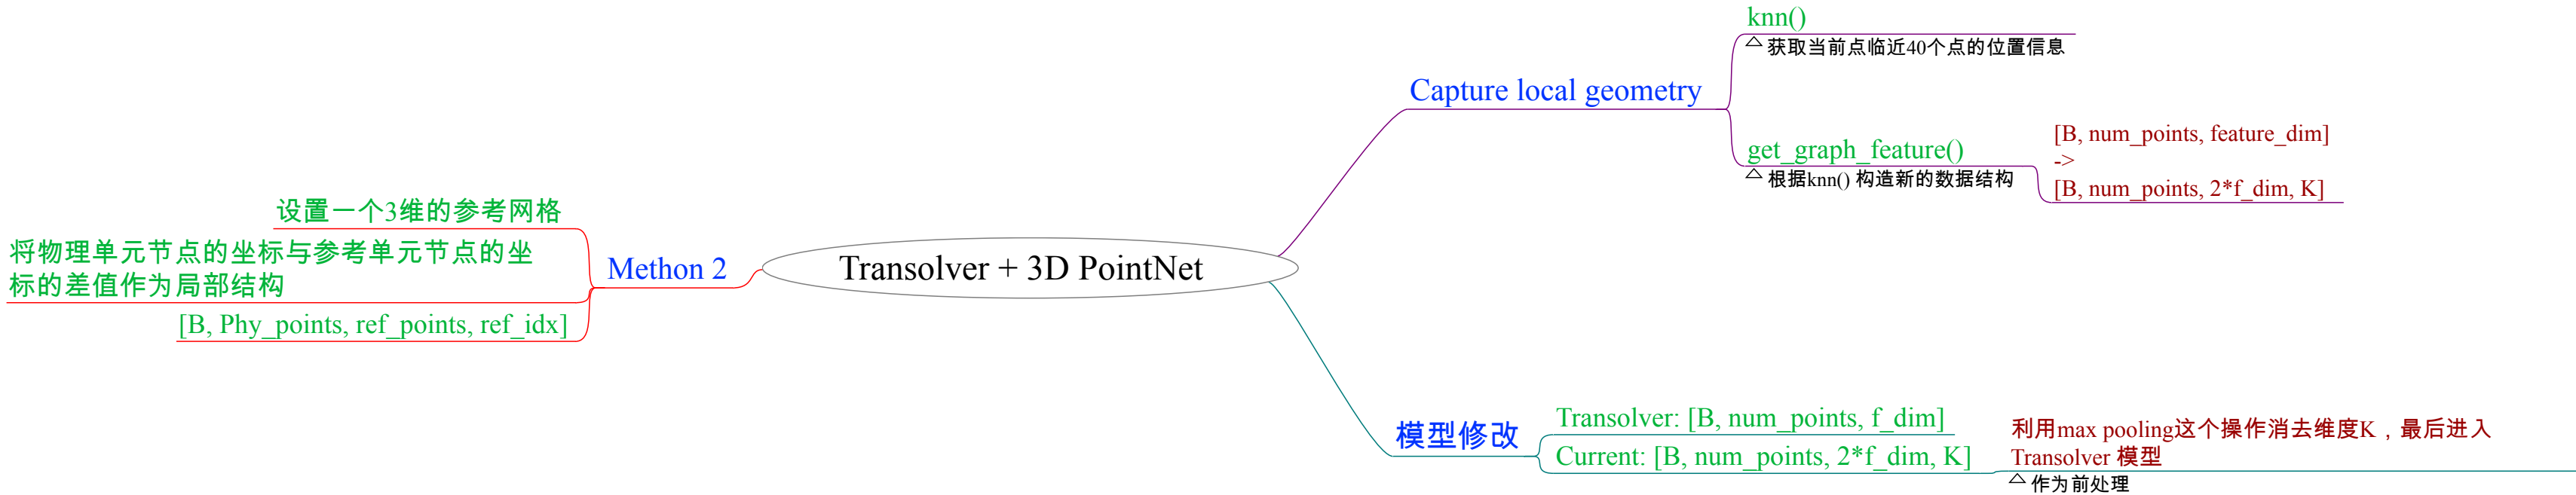 Transolver + 3D PointNet
Capture local geometry
knn()
获取当前点临近40个点的位置信息
get_graph_feature()
根据knn() 构造新的数据结构
[B, num_points, feature_dim]
->
[B, num_points, 2*f_dim, K]
模型修改
Transolver: [B, num_points, f_dim]
Current: [B, num_points, 2*f_dim, K]
利用max pooling这个操作消去维度K，最后进入
Transolver 模型
作为前处理
Methon 2
设置一个3维的参考网格
将物理单元节点的坐标与参考单元节点的坐
标的差值作为局部结构
[B, Phy_points, ref_points, ref_idx]